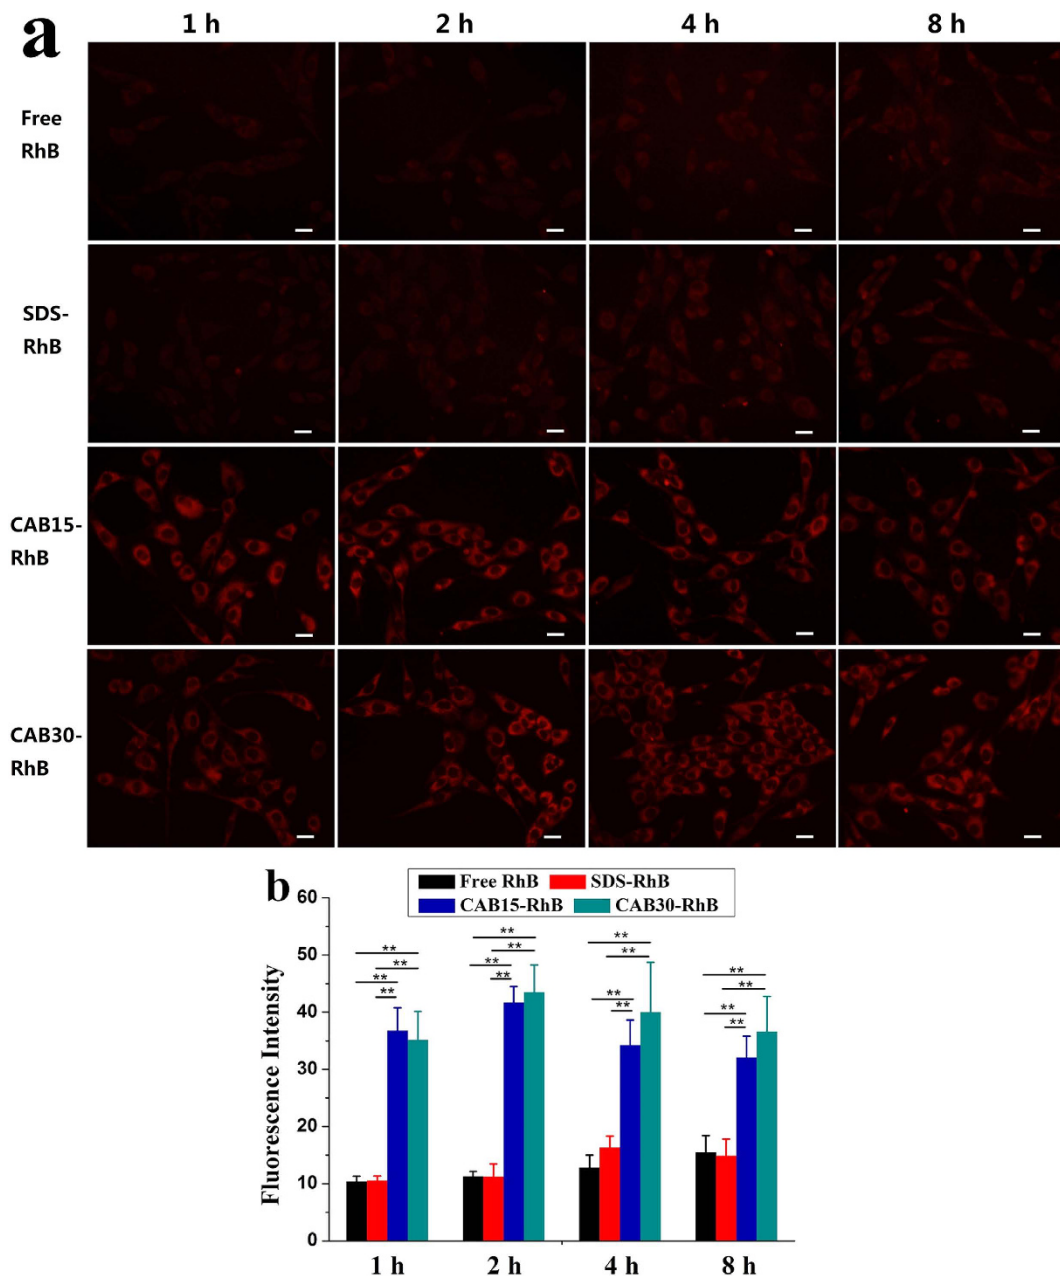 a
1 h 2 h 4 h 8 h
Free
RhB
SDS-
RhB
CAB15-
RhB
CAB30-
RhB
b
Free RhB SDS-RhB
CAB15-RhB CAB30-RhB
Fluorescence Intensity
60
50
40
30
20
10
0
** ** ** **
** ** ** **
** ** ** **
** ** ** **
1 h 2 h 4 h 8 h